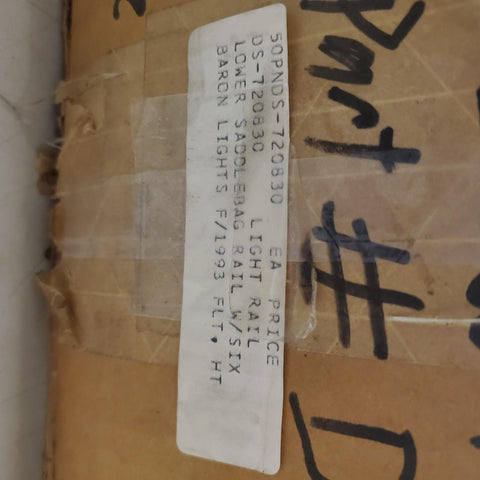 50PNDS-720830 EA PRICE
DS-720830 LIGHT RAIL
LOWER SADDLEBAG RAIL W/SIX
BARON LIGHTS F/1993 FLT, HT
Part #
D